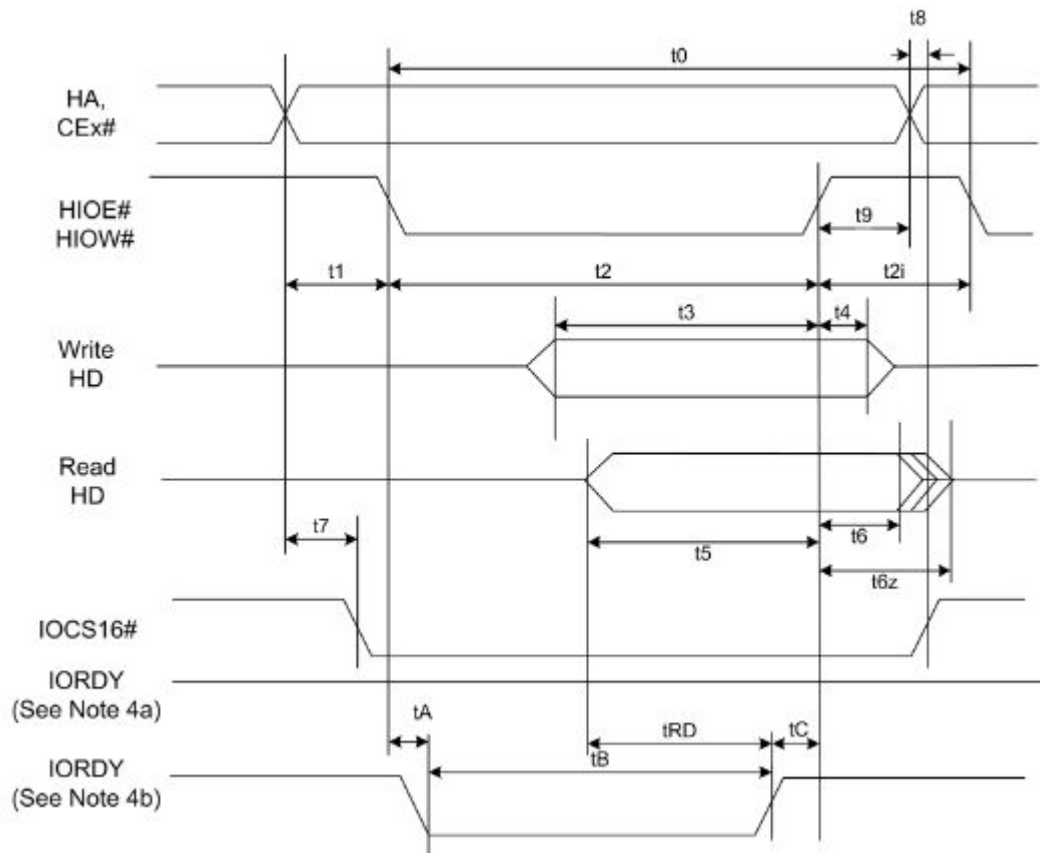 t8
t0
HA,
CEx#
HIOE#
HIOW#
t9
t1
t2
t2i
t3
t4
Write
HD
Read
HD
t7
t5
t6
t6z
IOCS16#
IORDY
(See Note 4a)
tA
tRD
tC
tB
IORDY
(See Note 4b)